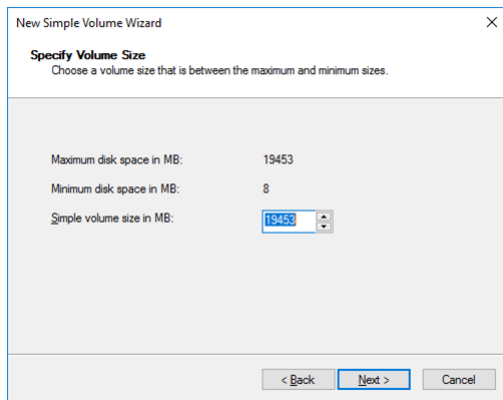 New Simple Volume Wizard
Specify Volume Size
Choose a volume size that is between the maximum and minimum sizes.
Maximum disk space in MB: 19453
Minimum disk space in MB: 8
Simple volume size in MB: 19453
< Back Next > Cancel